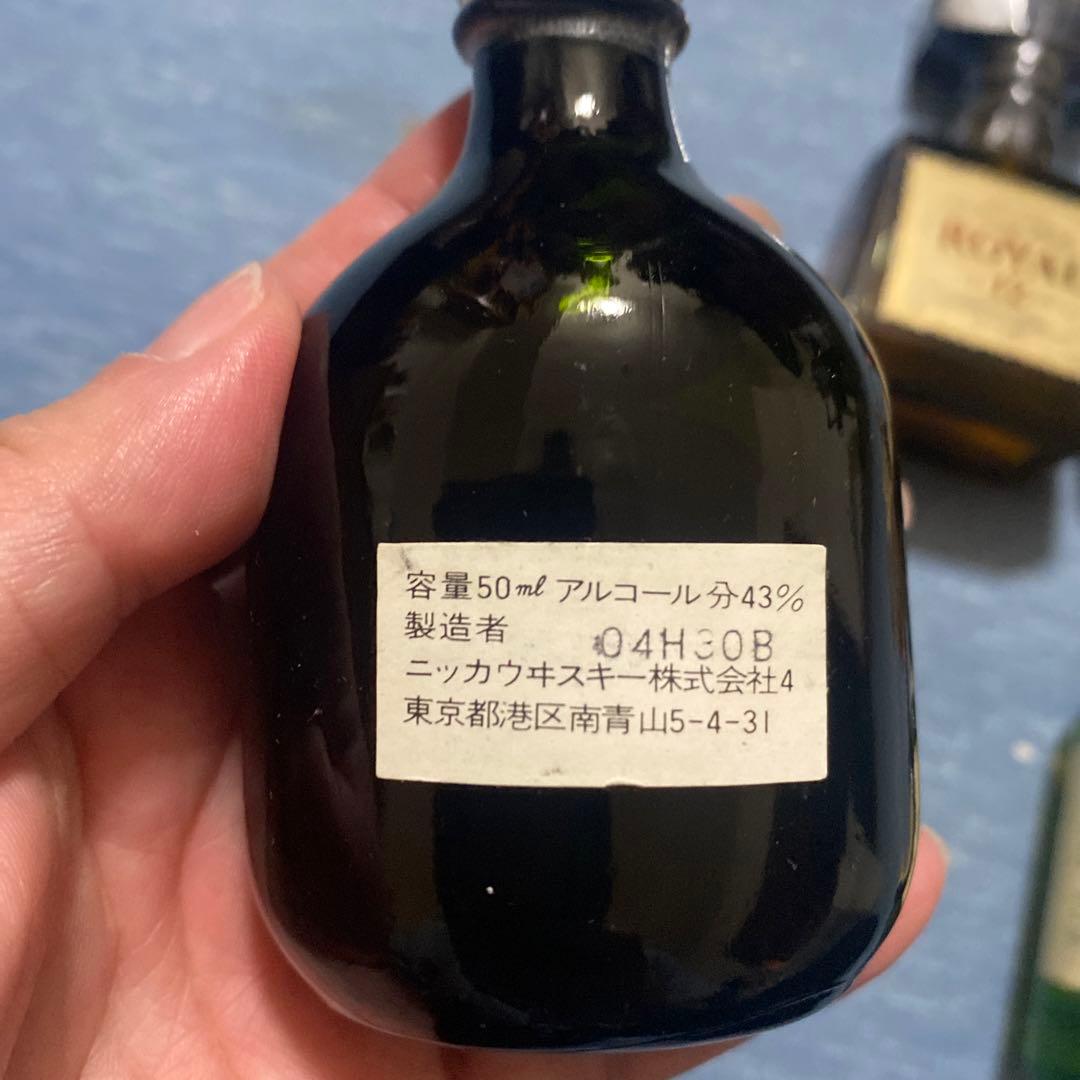 容量50㎖ アルコール分43%
製造者
04H30B
ニッカウヰスキー株式会社4
東京都港区南青山5-4-31
ROYAL